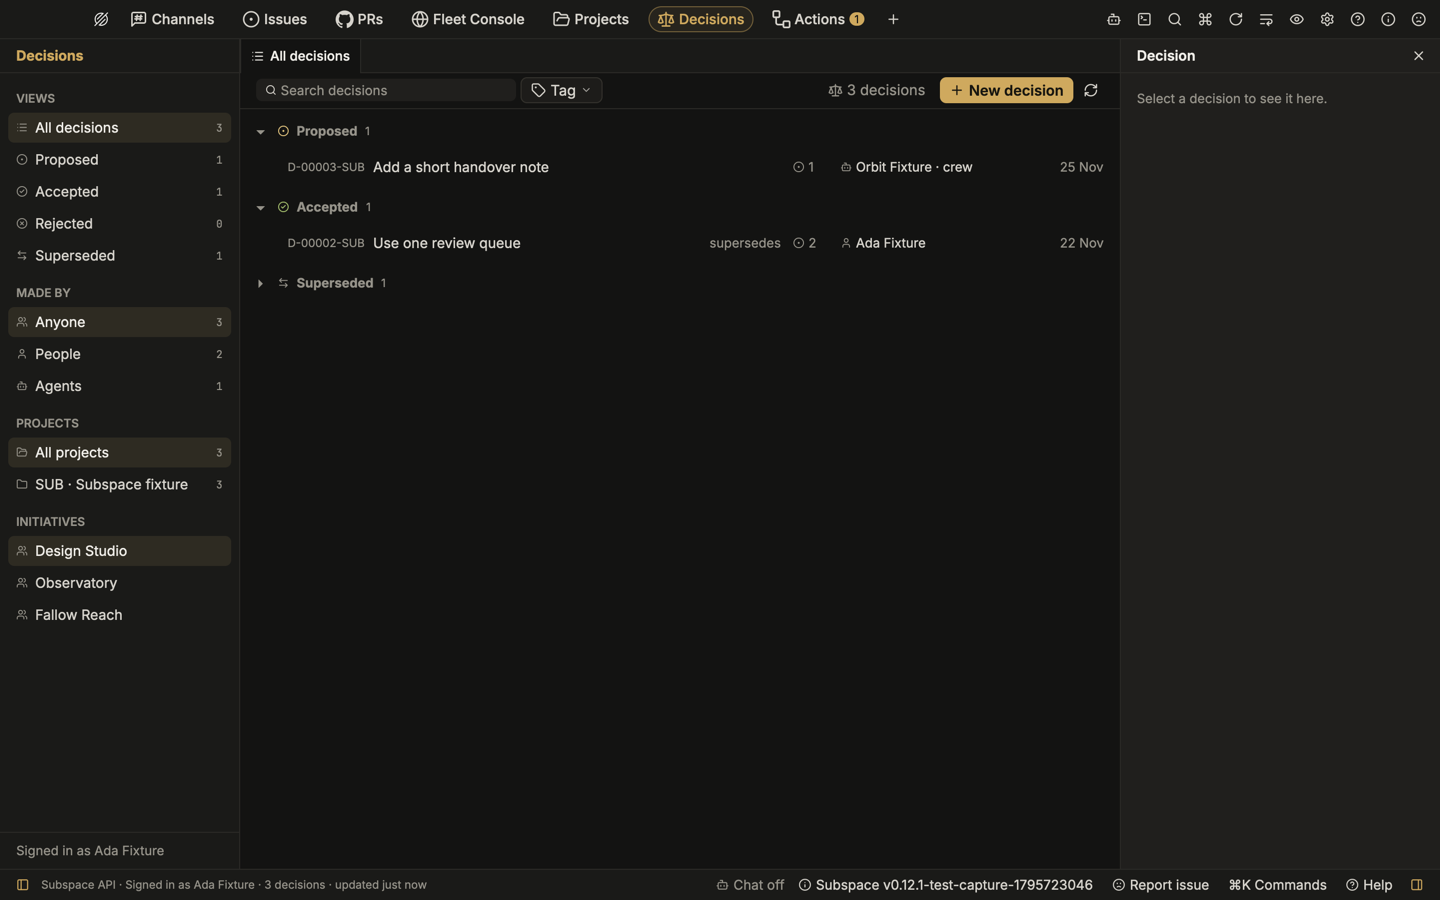 Channels Issues PRs Fleet Console Projects Decisions Actions 1
Decisions
VIEWS
All decisions 3
Proposed 1
Accepted 1
Rejected 0
Superseded 1
MADE BY
Anyone 3
People 2
Agents 1
PROJECTS
All projects 3
SUB · Subspace fixture 3
INITIATIVES
Design Studio
Observatory
Fallow Reach
Signed in as Ada Fixture
All decisions
Search decisions Tag 3 decisions New decision
Proposed 1
D-00003-SUB Add a short handover note 1 Orbit Fixture · crew 25 Nov
Accepted 1
D-00002-SUB Use one review queue supersedes 2 Ada Fixture 22 Nov
Superseded 1
Decision
Select a decision to see it here.
Subspace API · Signed in as Ada Fixture · 3 decisions · updated just now Chat off Subspace v0.12.1-test-capture-1795723046 Report issue ⌘K Commands Help